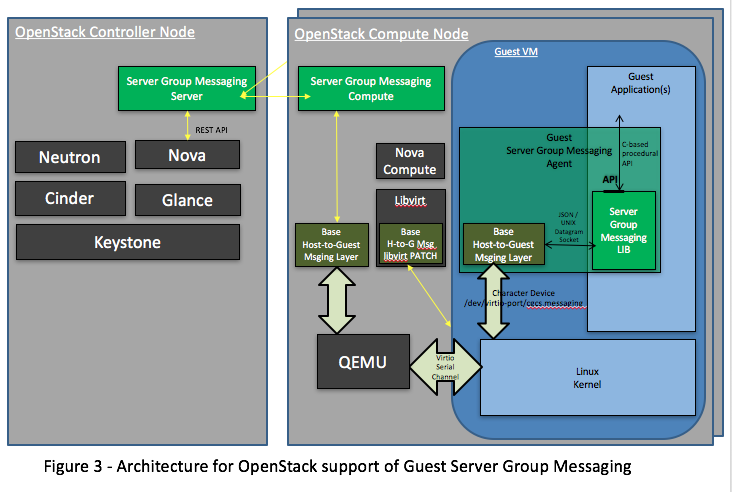 OpenStack Controller Node
Server Group Messaging
Server
REST API
Neutron
Nova
Cinder
Glance
Keystone
OpenStack Compute Node
Server Group Messaging
Compute
Nova
Compute
Libvirt
Base
Host-to-Guest
Msging Layer
Base
H-to-G Msg
libvirt PATCH
QEMU
Virtio
Serial
Channel
Guest VM
Guest
Application(s)
Guest
Server Group Messaging
Agent
C-based
procedural
API
API
JSON /
UNIX
Datagram
Socket
Server
Group
Messaging
LIB
Base
Host-to-Guest
Msging Layer
Character Device
/dev/virtio-port/cgcs.messaging
Linux
Kernel
Figure 3 - Architecture for OpenStack support of Guest Server Group Messaging